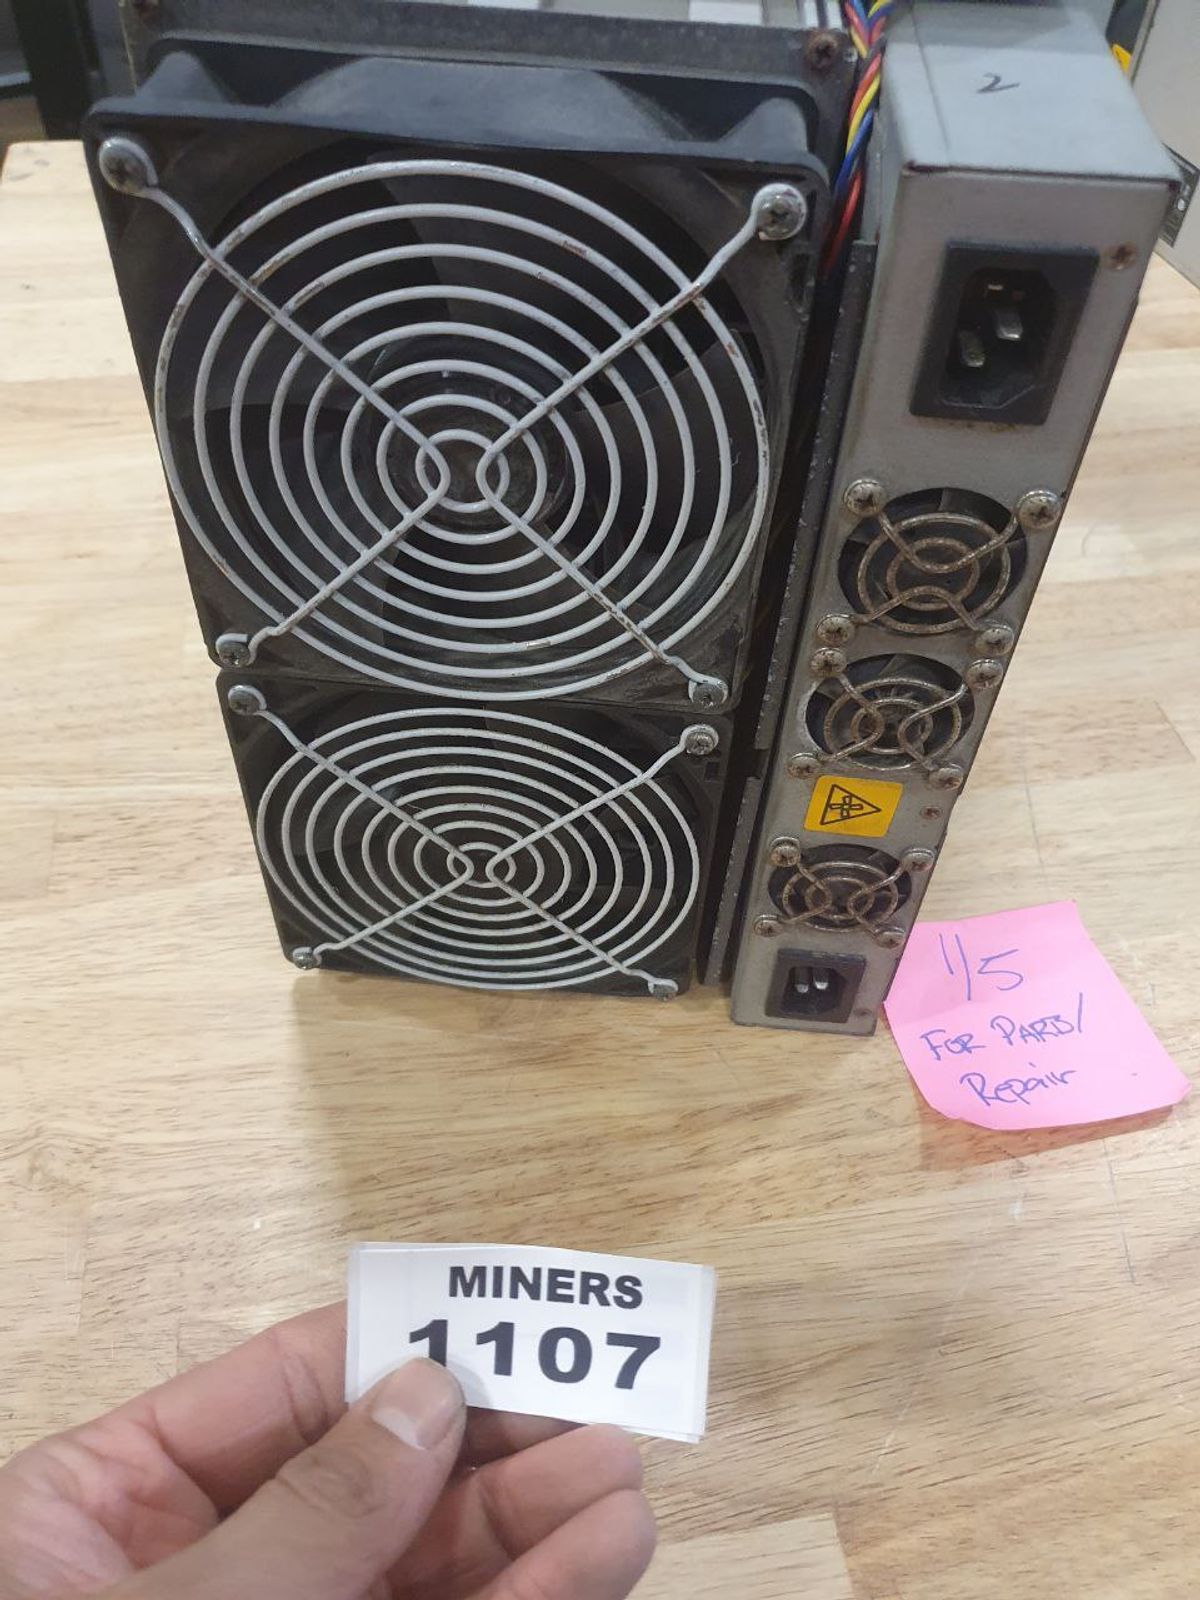 2
1/5
FOR PARTS/
Repair
MINERS
1107